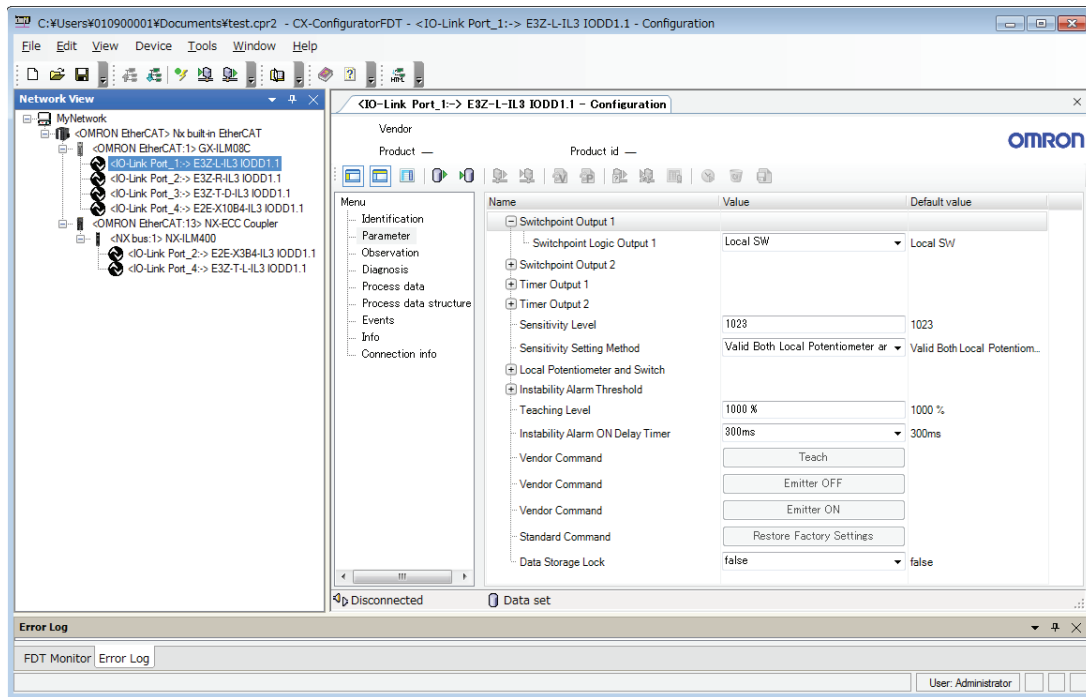 C:¥Users¥010900001¥Documents¥test.cpr2 - CX-ConfiguratorFDT - <IO-Link Port_1:-> E3Z-L-IL3 IODD1.1 - Configuration
File Edit View Device Tools Window Help
Network View
MyNetwork
<OMRON EtherCAT> Nx built-in EtherCAT
<OMRON EtherCAT:1> GX-ILM08C
<IO-Link Port_1:-> E3Z-L-IL3 IODD1.1
<IO-Link Port_2:-> E3Z-R-IL3 IODD1.1
<IO-Link Port_3:-> E3Z-T-D-IL3 IODD1.1
<IO-Link Port_4:-> E2E-X10B4-IL3 IODD1.1
<OMRON EtherCAT:13> NX-ECC Coupler
<NX bus:1> NX-ILM400
<IO-Link Port_2:-> E2E-X3B4-IL3 IODD1.1
<IO-Link Port_4:-> E3Z-T-L-IL3 IODD1.1
<IO-Link Port_1:-> E3Z-L-IL3 IODD1.1 - Configuration
Vendor
Product — Product id —
OMRON
Menu
Identification
Parameter
Observation
Diagnosis
Process data
Process data structure
Events
Info
Connection info
Name Value Default value
Switchpoint Output 1
Switchpoint Logic Output 1 Local SW Local SW
Switchpoint Output 2
Timer Output 1
Timer Output 2
Sensitivity Level 1023 1023
Sensitivity Setting Method Valid Both Local Potentiometer ar Valid Both Local Potentiom...
Local Potentiometer and Switch
Instability Alarm Threshold
Teaching Level 1000 % 1000 %
Instability Alarm ON Delay Timer 300ms 300ms
Vendor Command Teach
Vendor Command Emitter OFF
Vendor Command Emitter ON
Standard Command Restore Factory Settings
Data Storage Lock false false
Disconnected Data set
Error Log
FDT Monitor Error Log
User: Administrator